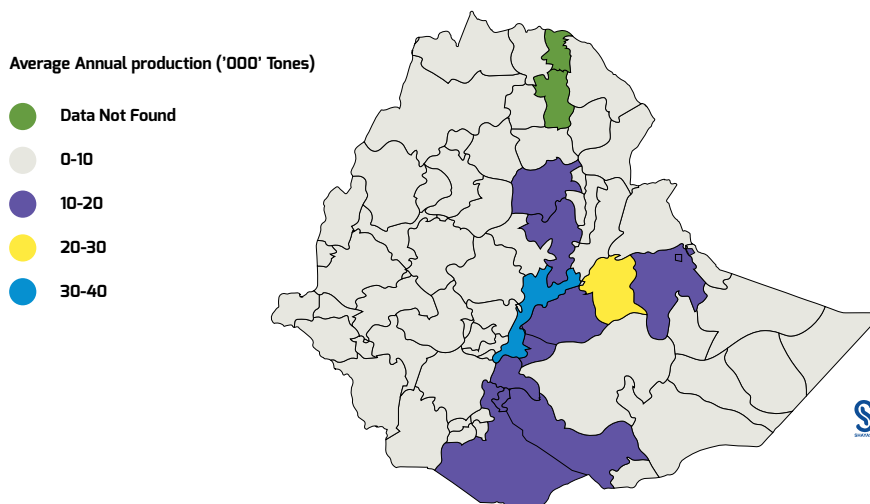 Average Annual production ('000' Tones)
Data Not Found
0-10
10-20
20-30
30-40